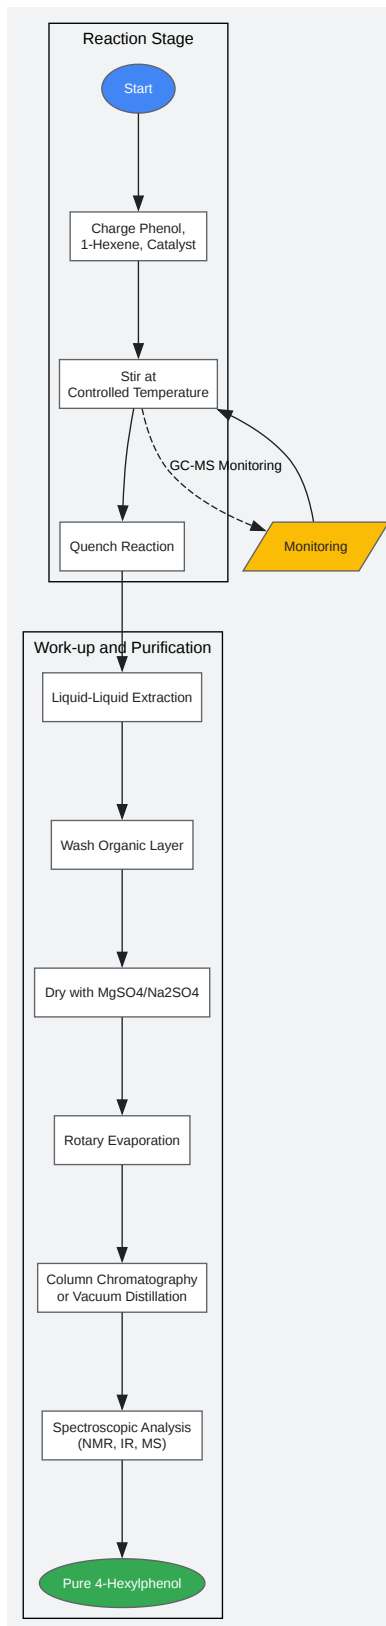 Reaction Stage
Start
Charge Phenol,
1-Hexene, Catalyst
Stir at
Controlled Temperature
GC-MS Monitoring
Quench Reaction
Monitoring
Work-up and Purification
Liquid-Liquid Extraction
Wash Organic Layer
Dry with MgSO4/Na2SO4
Rotary Evaporation
Column Chromatography
or Vacuum Distillation
Spectroscopic Analysis
(NMR, IR, MS)
Pure 4-Hexylphenol